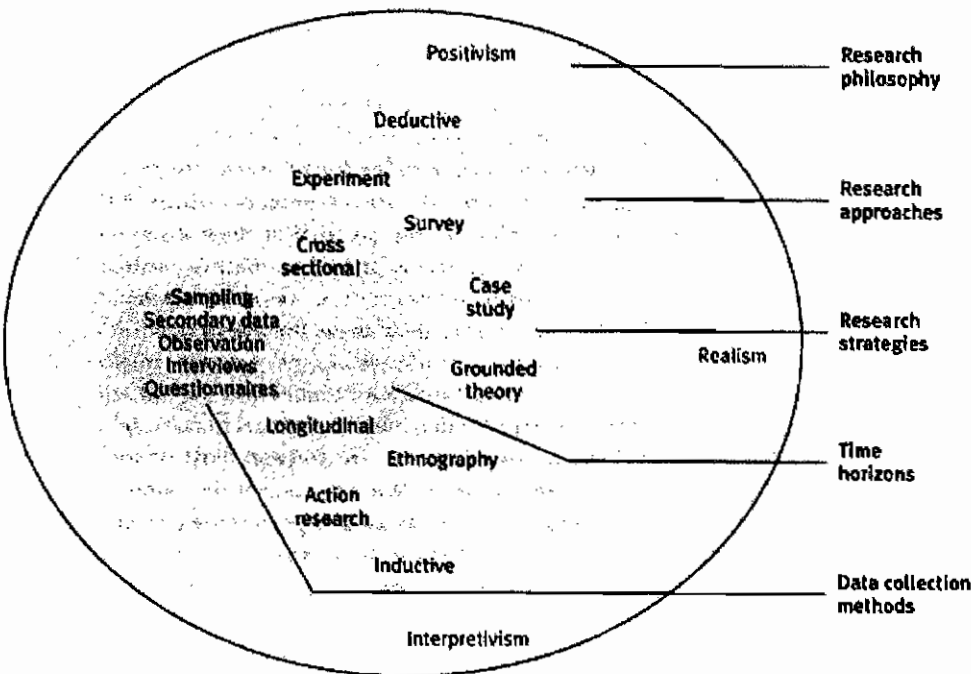 Positivism
Research
philosophy
Deductive
Experiment
Research
approaches
Survey
Cross
sectional
Case
study
Sampling
Secondary data
Observation
Interviews
Questionnaires
Research
strategies
Realism
Grounded
theory
Longitudinal
Ethnography
Time
horizons
Action
research
Inductive
Data collection
methods
Interpretivism